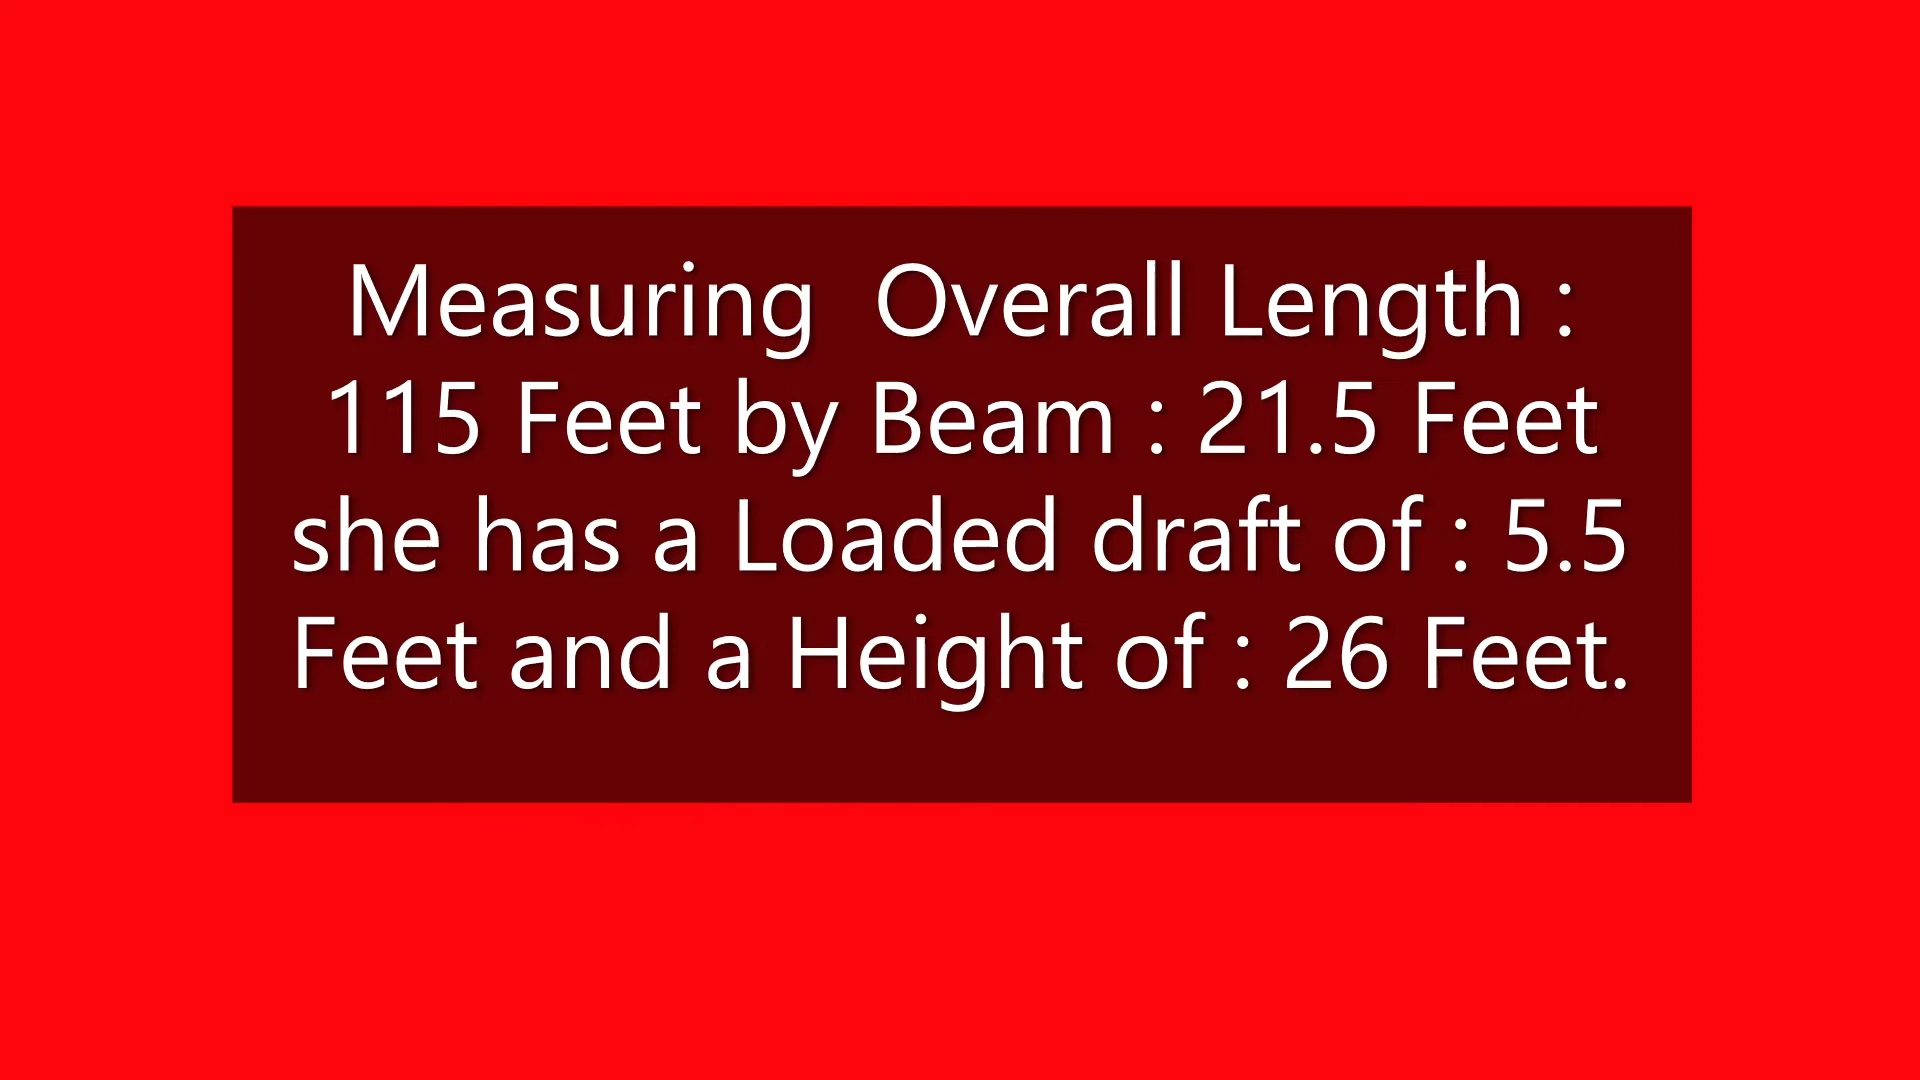 Measuring  Overall Length :
115 Feet by Beam : 21.5 Feet
she has a Loaded draft of : 5.5
Feet and a Height of : 26 Feet.